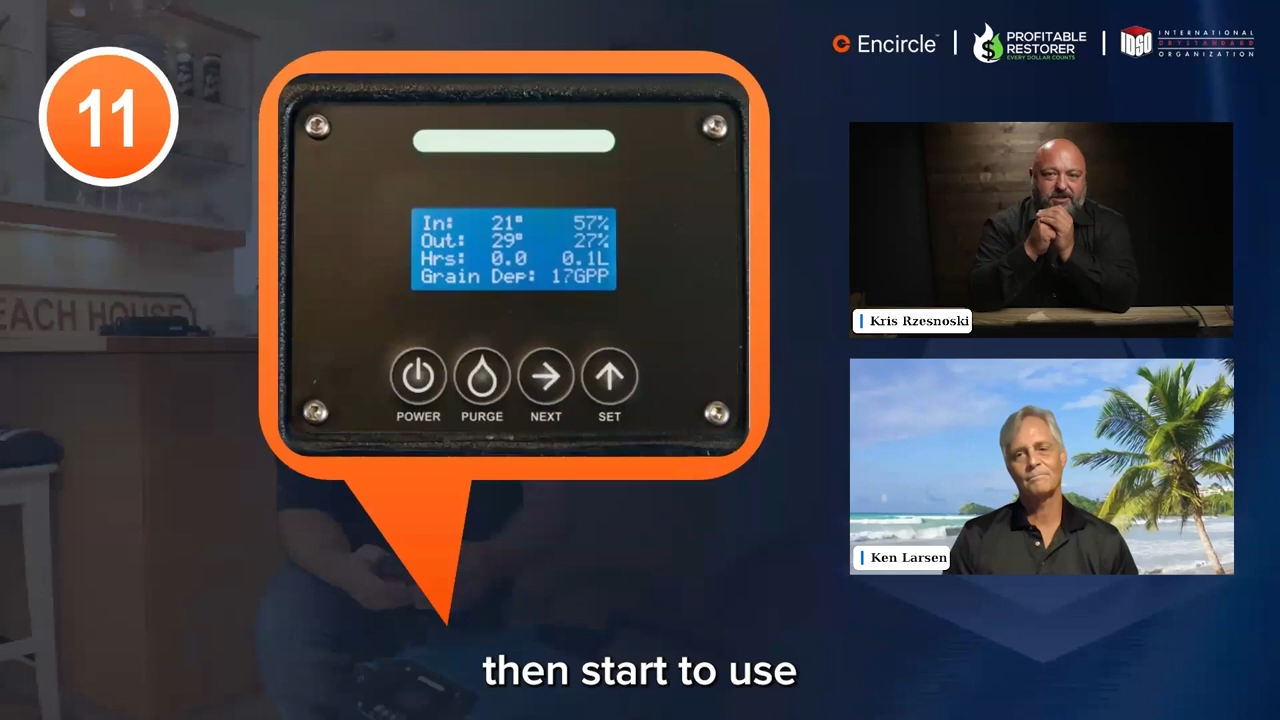 11
Encircle
PROFITABLE
RESTORER
EVERY DOLLAR COUNTS
IDSO
INTERNATIONAL
DRYSTANDARD
ORGANIZATION
In: 21° 57%
Out: 29° 27%
Hrs: 0.0 0.1L
Grain Dep: 17GPP
POWER
PURGE
NEXT
SET
EACH HOUSE
Kris Rzesnoski
Ken Larsen
then start to use